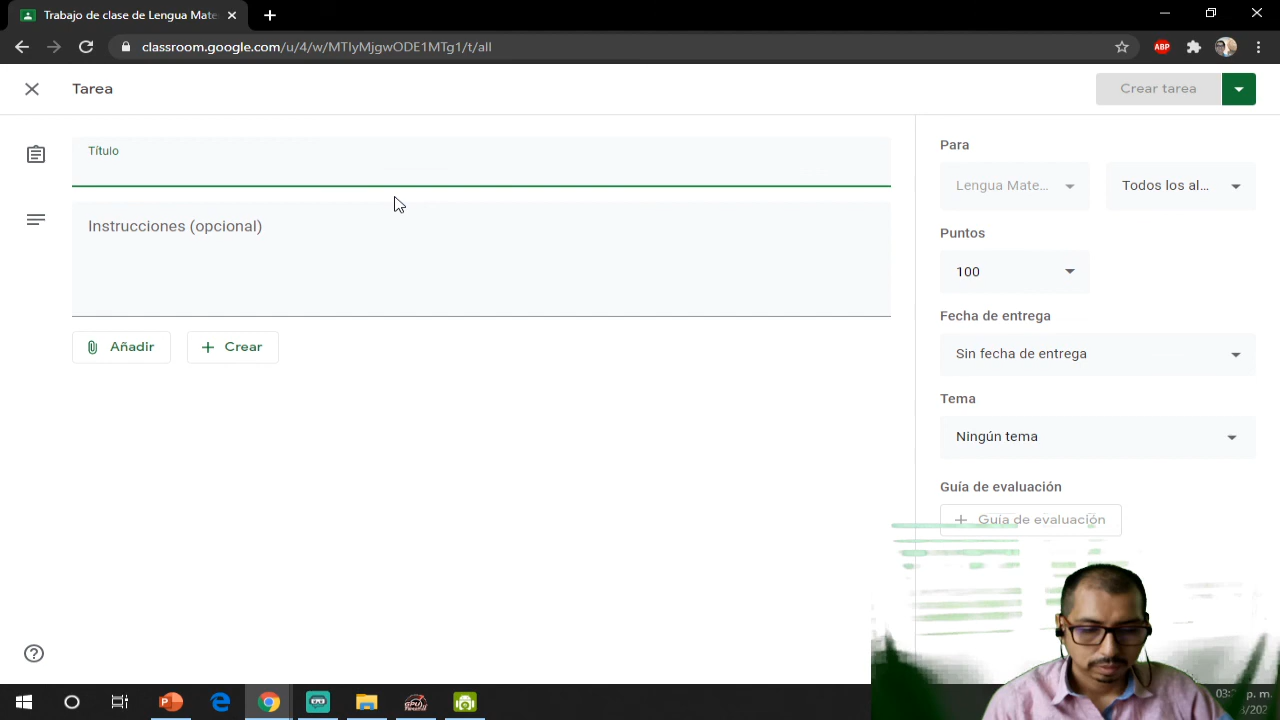 Trabajo de clase de Lengua Mate
classroom.google.com/u/4/w/MTIyMjgwODE1MTg1/t/all
ABP
Tarea
Crear tarea
Título
Instrucciones (opcional)
Añadir
Crear
Para
Lengua Mate...
Todos los al...
Puntos
100
Fecha de entrega
Sin fecha de entrega
Tema
Ningún tema
Guía de evaluación
Guía de evaluación
p. m.